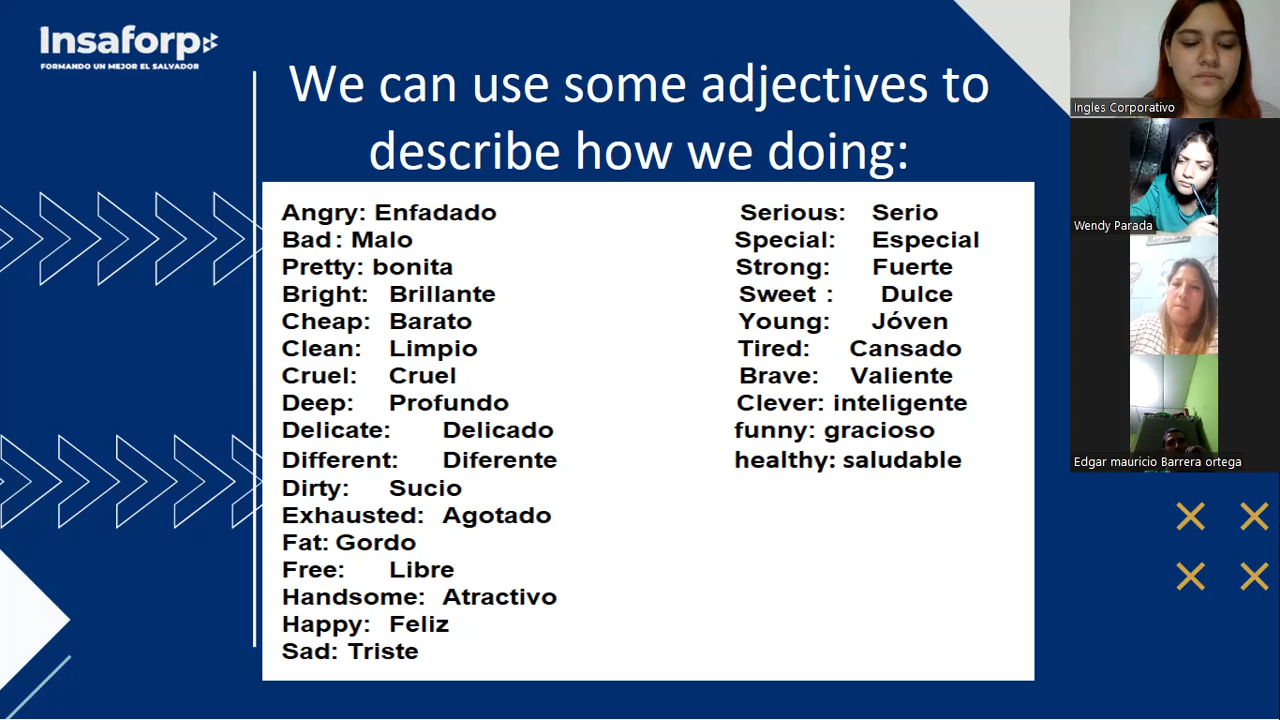 Insaforp
FORMANDO UN MEJOR EL SALVADOR
We can use some adjectives to
describe how we doing:
Angry: Enfadado
Bad: Malo
Pretty: bonita
Bright: Brillante
Cheap: Barato
Clean: Limpio
Cruel: Cruel
Deep: Profundo
Delicate: Delicado
Different: Diferente
Dirty: Sucio
Exhausted: Agotado
Fat: Gordo
Free: Libre
Handsome: Atractivo
Happy: Feliz
Sad: Triste
Serious: Serio
Special: Especial
Strong: Fuerte
Sweet : Dulce
Young: Jóven
Tired: Cansado
Brave: Valiente
Clever: inteligente
funny: gracioso
healthy: saludable
Ingles Corporativo
Wendy Parada
Edgar mauricio Barrera ortega